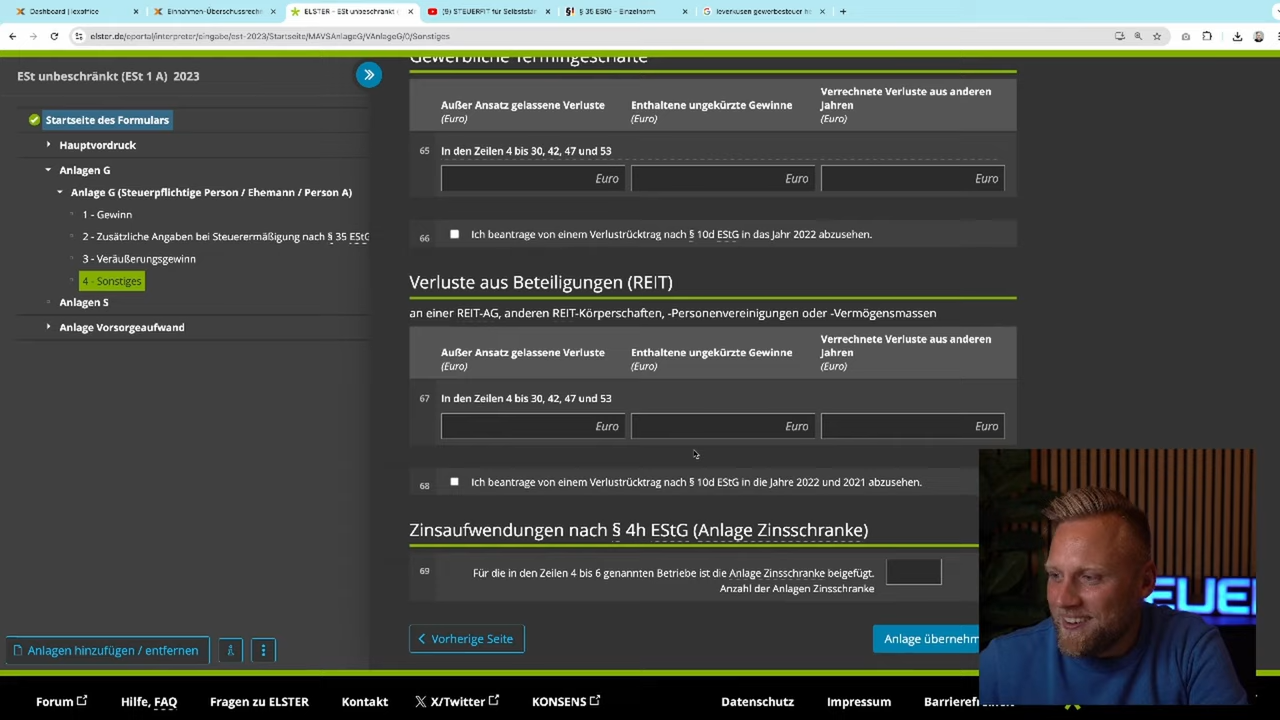 Dashboard | lexoffice
Einnahmen-Überschussrech
ELSTER - ESt unbeschränkt (
(9) STEUERFIT für Selbststän
§ 35 EStG - Einzelnorm
leverkusen gewerbesteuer h
elster.de/eportal/interpreter/eingabe/est-2023/Startseite/MAVSAnlageG/VAnlageG/0/Sonstiges
ESt unbeschränkt (ESt 1 A) 2023
Startseite des Formulars
Hauptvordruck
Anlagen G
Anlage G (Steuerpflichtige Person / Ehemann / Person A)
1 - Gewinn
2 - Zusätzliche Angaben bei Steuerermäßigung nach § 35 EStG
3 - Veräußerungsgewinn
4 - Sonstiges
Anlagen S
Anlage Vorsorgeaufwand
Anlagen hinzufügen / entfernen
Gewerbliche Termingeschäfte
Außer Ansatz gelassene Verluste
(Euro)
Enthaltene ungekürzte Gewinne
(Euro)
Verrechnete Verluste aus anderen
Jahren
(Euro)
65 In den Zeilen 4 bis 30, 42, 47 und 53
Euro Euro Euro
66 Ich beantrage von einem Verlustrücktrag nach § 10d EStG in das Jahr 2022 abzusehen.
Verluste aus Beteiligungen (REIT)
an einer REIT-AG, anderen REIT-Körperschaften, -Personenvereinigungen oder -Vermögensmassen
Außer Ansatz gelassene Verluste
(Euro)
Enthaltene ungekürzte Gewinne
(Euro)
Verrechnete Verluste aus anderen
Jahren
(Euro)
67 In den Zeilen 4 bis 30, 42, 47 und 53
Euro Euro Euro
68 Ich beantrage von einem Verlustrücktrag nach § 10d EStG in die Jahre 2022 und 2021 abzusehen.
Zinsaufwendungen nach § 4h EStG (Anlage Zinsschranke)
69 Für die in den Zeilen 4 bis 6 genannten Betriebe ist die Anlage Zinsschranke beigefügt.
Anzahl der Anlagen Zinsschranke
Vorherige Seite
Anlage übernehm
EUE
Forum Hilfe, FAQ Fragen zu ELSTER Kontakt X/Twitter KONSENS Datenschutz Impressum Barrierefrei